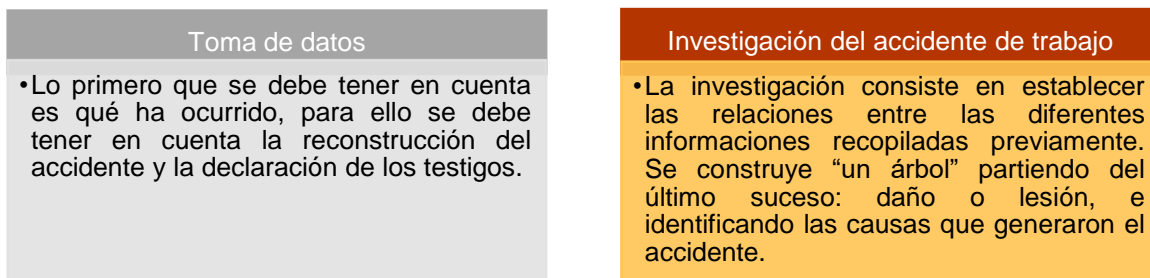 Toma de datos
•Lo primero que se debe tener en cuenta
es qué ha ocurrido, para ello se debe
tener en cuenta la reconstrucción del
accidente y la declaración de los testigos.
Investigación del accidente de trabajo
•La investigación consiste en establecer
las relaciones entre las diferentes
informaciones recopiladas previamente.
Se construye “un árbol” partiendo del
último suceso: daño o lesión, e
identificando las causas que generaron el
accidente.